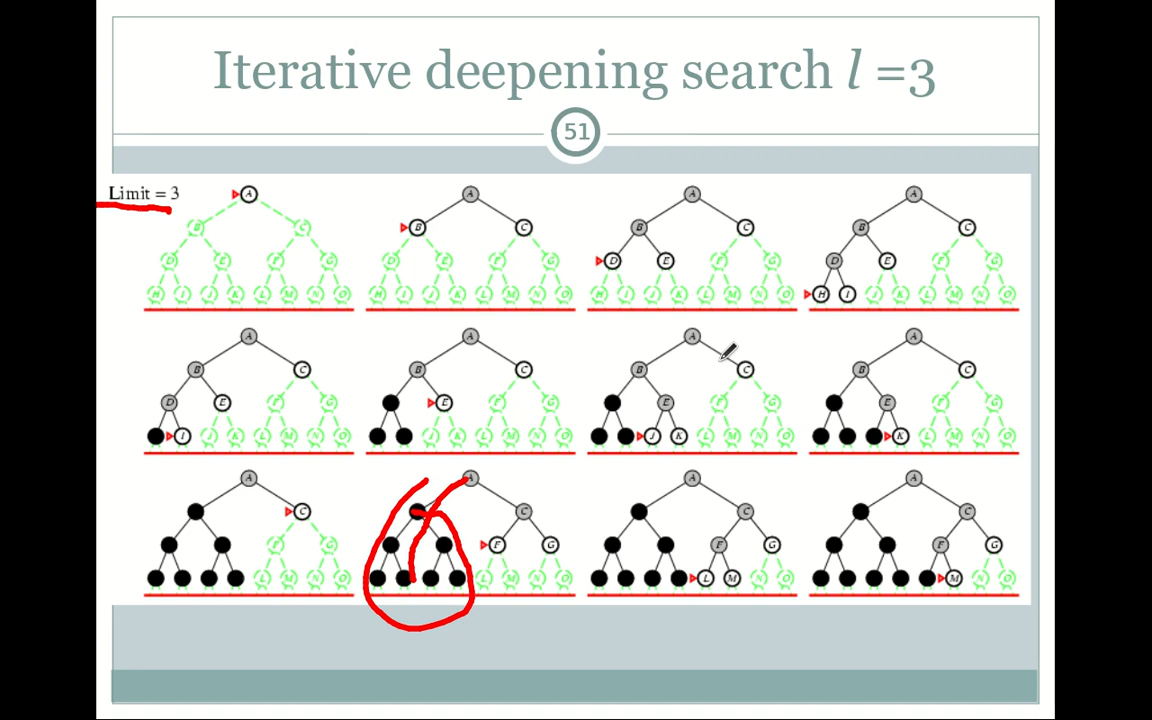 Iterative deepening search l =3
51
Limit = 3 A A A A
B C B C B C B C
D E F G D E F G D E F G D E F G
H I J K L M N O H I J K L M N O H I J K L M N O H I J K L M N O
A A A A
B C B C B C B C
D E F G E F G E F G E F G
I J K L M N O J K L M N O J K L M N O K L M N O
A A A A
C C C C
F G F G F G F G
L M N O L M N O L M N O M N O